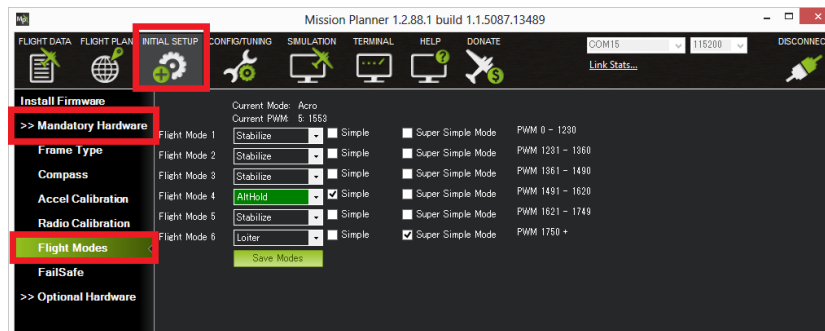 Mp
Mission Planner 1.2.88.1 build 1.1.5087.13489
FLIGHT DATA FLIGHT PLAN INITIAL SETUP CONFIG/TUNING SIMULATION TERMINAL HELP DONATE COM15 115200 DISCONNEC
Link Stats...
Install Firmware
>> Mandatory Hardware
Frame Type
Compass
Accel Calibration
Radio Calibration
Flight Modes
FailSafe
>> Optional Hardware
Current Mode: Acro
Current PWM: 5: 1553
Flight Mode 1 Stabilize Simple Super Simple Mode PWM 0 - 1230
Flight Mode 2 Stabilize Simple Super Simple Mode PWM 1231 - 1360
Flight Mode 3 Stabilize Simple Super Simple Mode PWM 1361 - 1490
Flight Mode 4 AltHold Simple Super Simple Mode PWM 1491 - 1620
Flight Mode 5 Stabilize Simple Super Simple Mode PWM 1621 - 1749
Flight Mode 6 Loiter Simple Super Simple Mode PWM 1750 +
Save Modes